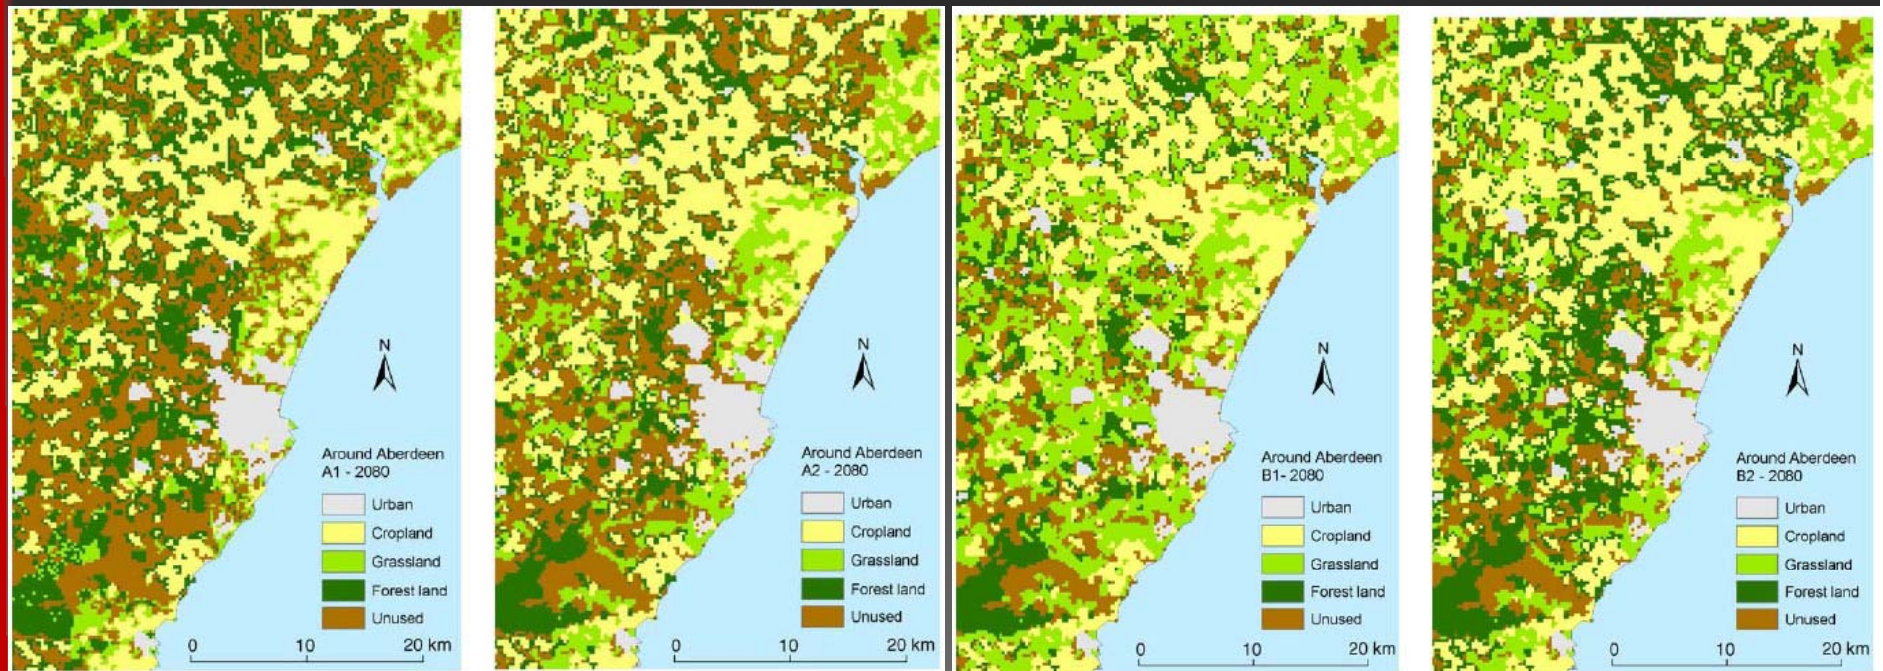 N
Around Aberdeen
A1 - 2080
Urban
Cropland
Grassland
Forest land
Unused
0 10 20 km
N
Around Aberdeen
A2 - 2080
Urban
Cropland
Grassland
Forest land
Unused
0 10 20 km
N
Around Aberdeen
B1- 2080
Urban
Cropland
Grassland
Forest land
Unused
0 10 20 km
N
Around Aberdeen
B2 - 2080
Urban
Cropland
Grassland
Forest land
Unused
0 10 20 km